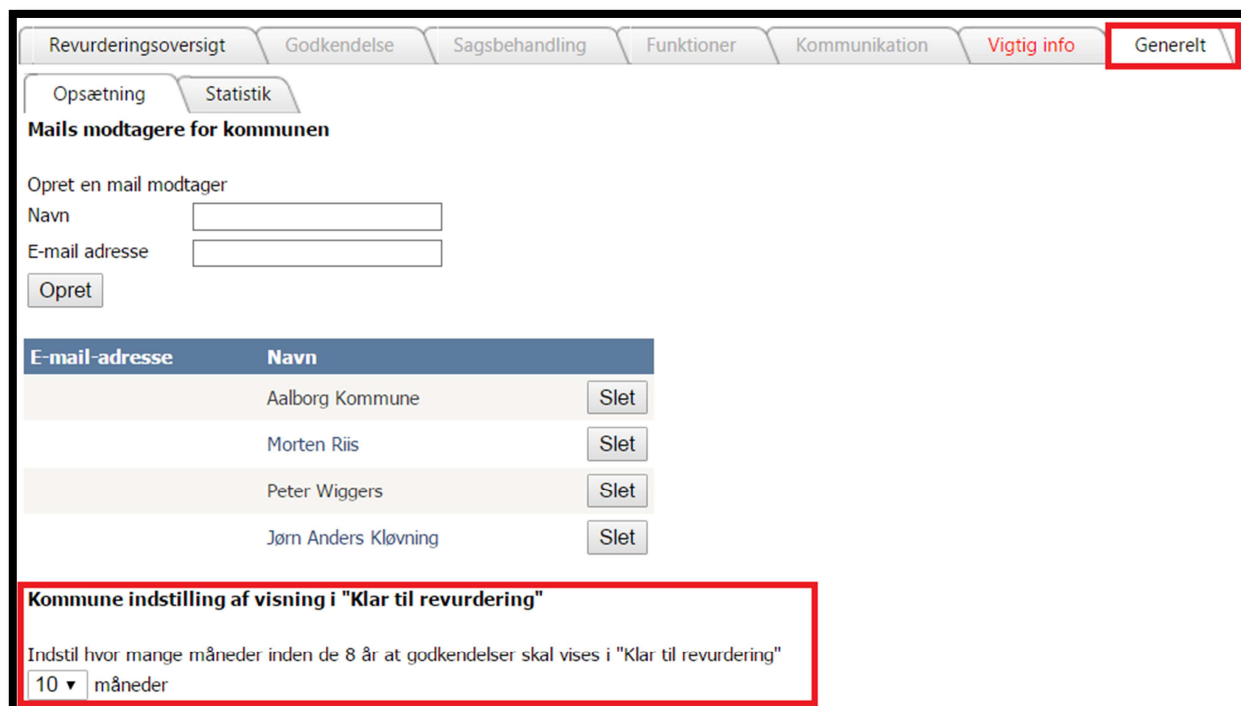 Revurderingsoversigt Godkendelse Sagsbehandling Funktioner Kommunikation Vigtig info Generelt
Opsætning Statistik
Mails modtagere for kommunen
Opret en mail modtager
Navn
E-mail adresse
Opret
E-mail-adresse Navn
Aalborg Kommune Slet
Morten Riis Slet
Peter Wiggers Slet
Jørn Anders Kløvning Slet
Kommune indstilling af visning i "Klar til revurdering"
Indstil hvor mange måneder inden de 8 år at godkendelser skal vises i "Klar til revurdering"
10 måneder